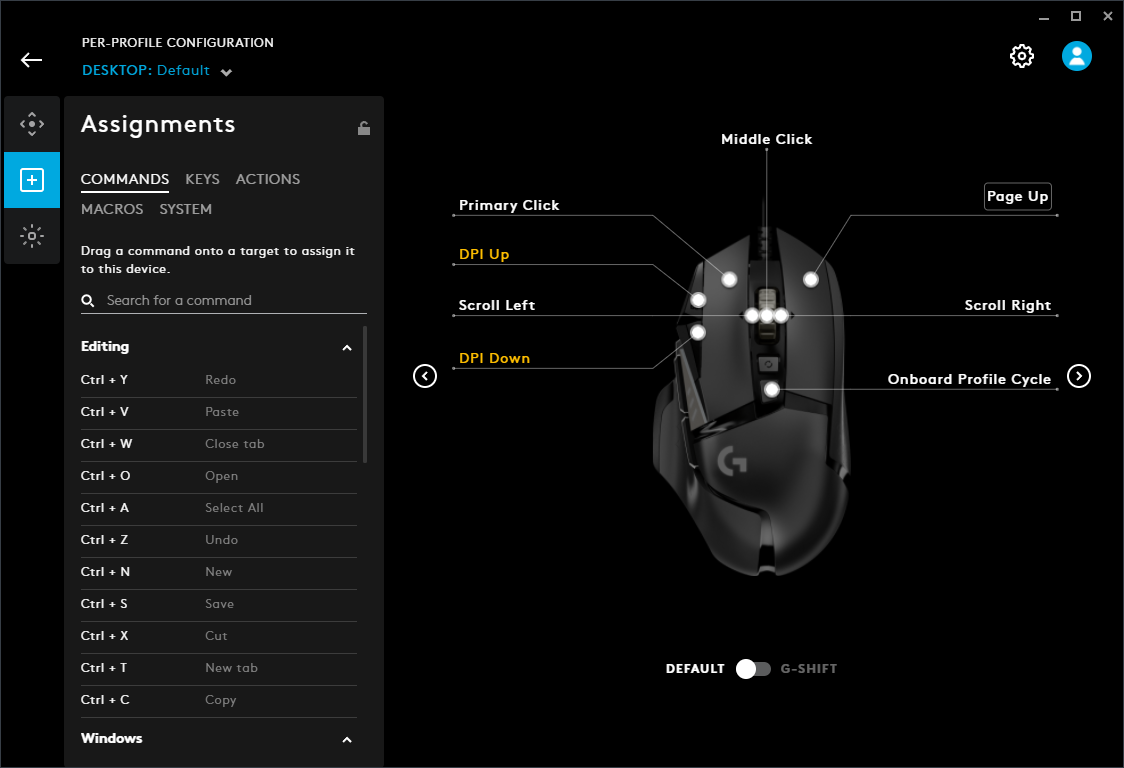 PER-PROFILE CONFIGURATION
DESKTOP: Default
Assignments
COMMANDS KEYS ACTIONS
MACROS SYSTEM
Drag a command onto a target to assign it
to this device.
Search for a command
Editing
Ctrl + Y Redo
Ctrl + V Paste
Ctrl + W Close tab
Ctrl + O Open
Ctrl + A Select All
Ctrl + Z Undo
Ctrl + N New
Ctrl + S Save
Ctrl + X Cut
Ctrl + T New tab
Ctrl + C Copy
Windows
Middle Click
Primary Click
Page Up
DPI Up
Scroll Left
Scroll Right
DPI Down
Onboard Profile Cycle
DEFAULT G-SHIFT